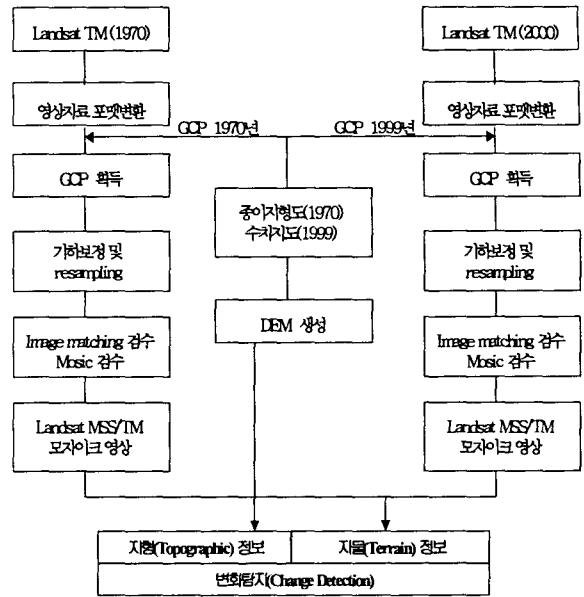 Landsat TM(1970)
Landsat TM(2000)
영상자료 포맷변환
영상자료 포맷변환
GCP 1970년
GCP 1999년
GCP 획득
GCP 획득
종이지형도(1970)
수치지도(1999)
기하보정 및
resampling
기하보정 및
resampling
DEM 생성
Image matching 검수
Mosic 검수
Image matching 검수
Mosic 검수
Landsat MSS/TM
모자이크 영상
Landsat MSS/TM
모자이크 영상
지형(Topographic) 정보
지물(Terrain) 정보
변화탐지(Change Detection)